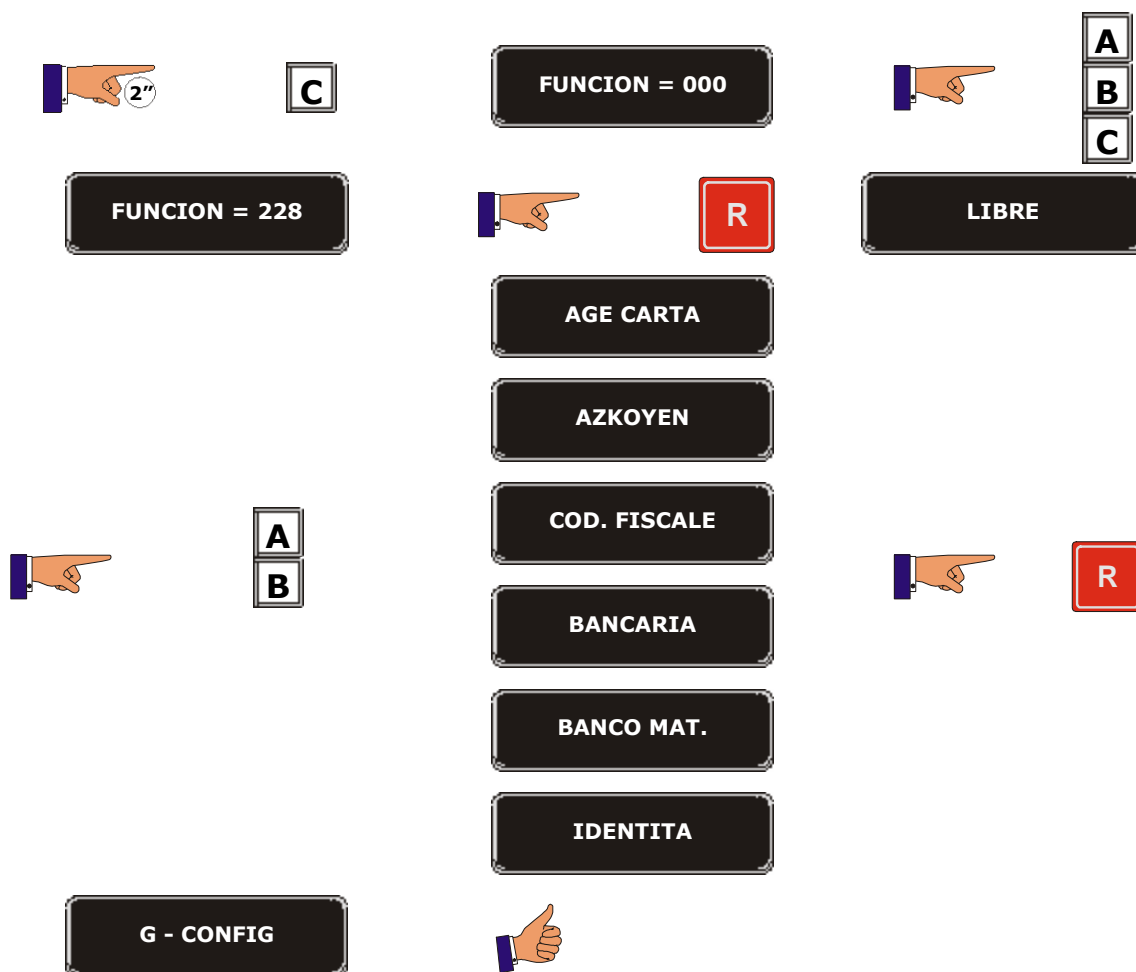 2”
C
FUNCION = 000
A
B
C
FUNCION = 228
R
LIBRE
AGE CARTA
AZKOYEN
COD. FISCALE
A
B
R
BANCARIA
BANCO MAT.
IDENTITA
G - CONFIG